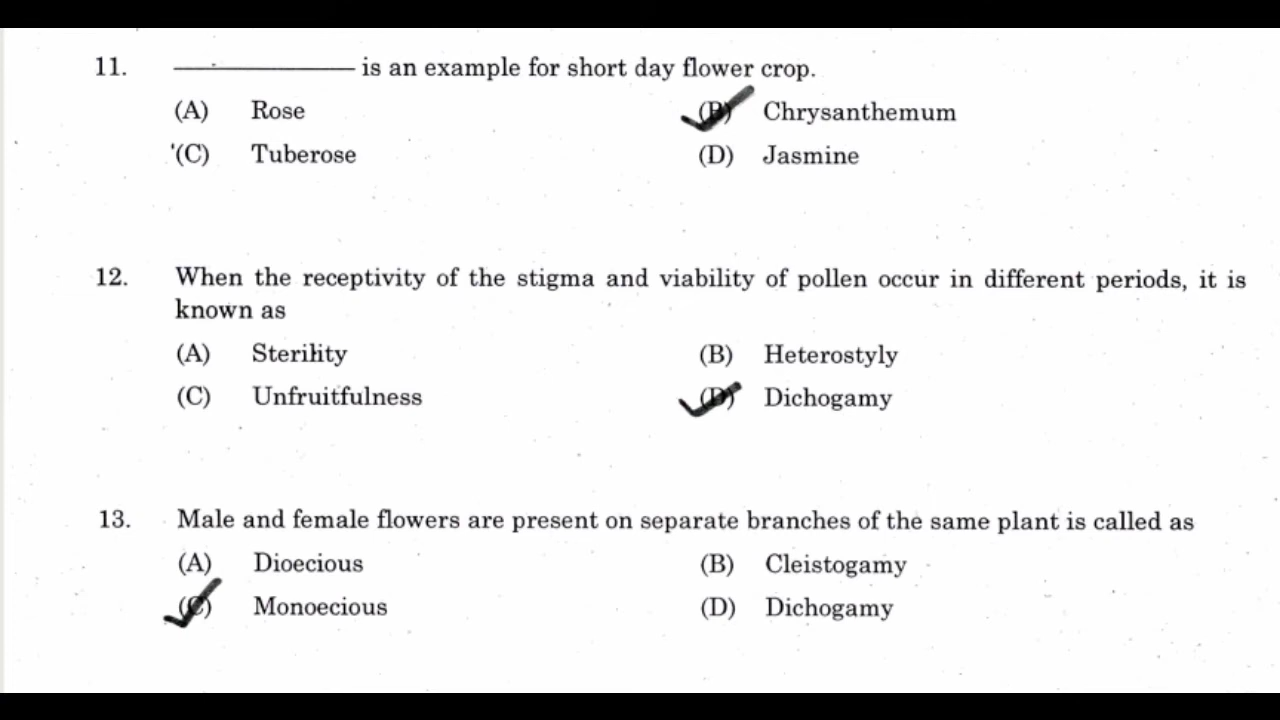 11. ____________ is an example for short day flower crop.
(A) Rose (B) Chrysanthemum
(C) Tuberose (D) Jasmine
12. When the receptivity of the stigma and viability of pollen occur in different periods, it is
known as
(A) Sterility (B) Heterostyly
(C) Unfruitfulness (D) Dichogamy
13. Male and female flowers are present on separate branches of the same plant is called as
(A) Dioecious (B) Cleistogamy
(C) Monoecious (D) Dichogamy